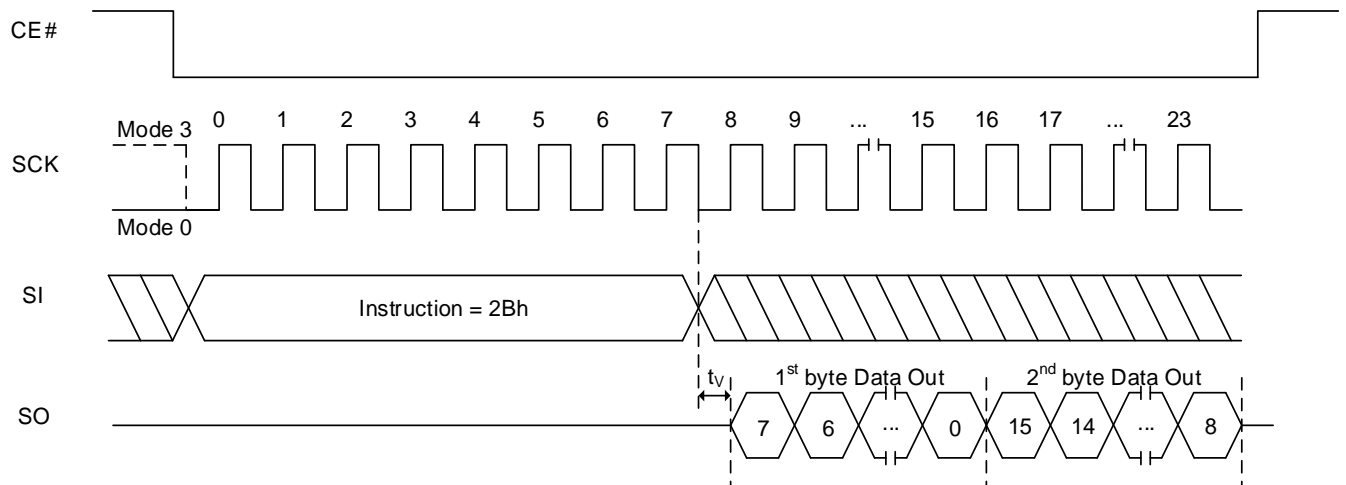 CE#
0 1 2 3 4 5 6 7 8 9 ... 15 16 17 ... 23
Mode 3
SCK
Mode 0
SI
Instruction = 2Bh
tV 1st byte Data Out 2nd byte Data Out
SO
7 6 ... 0 15 14 ... 8